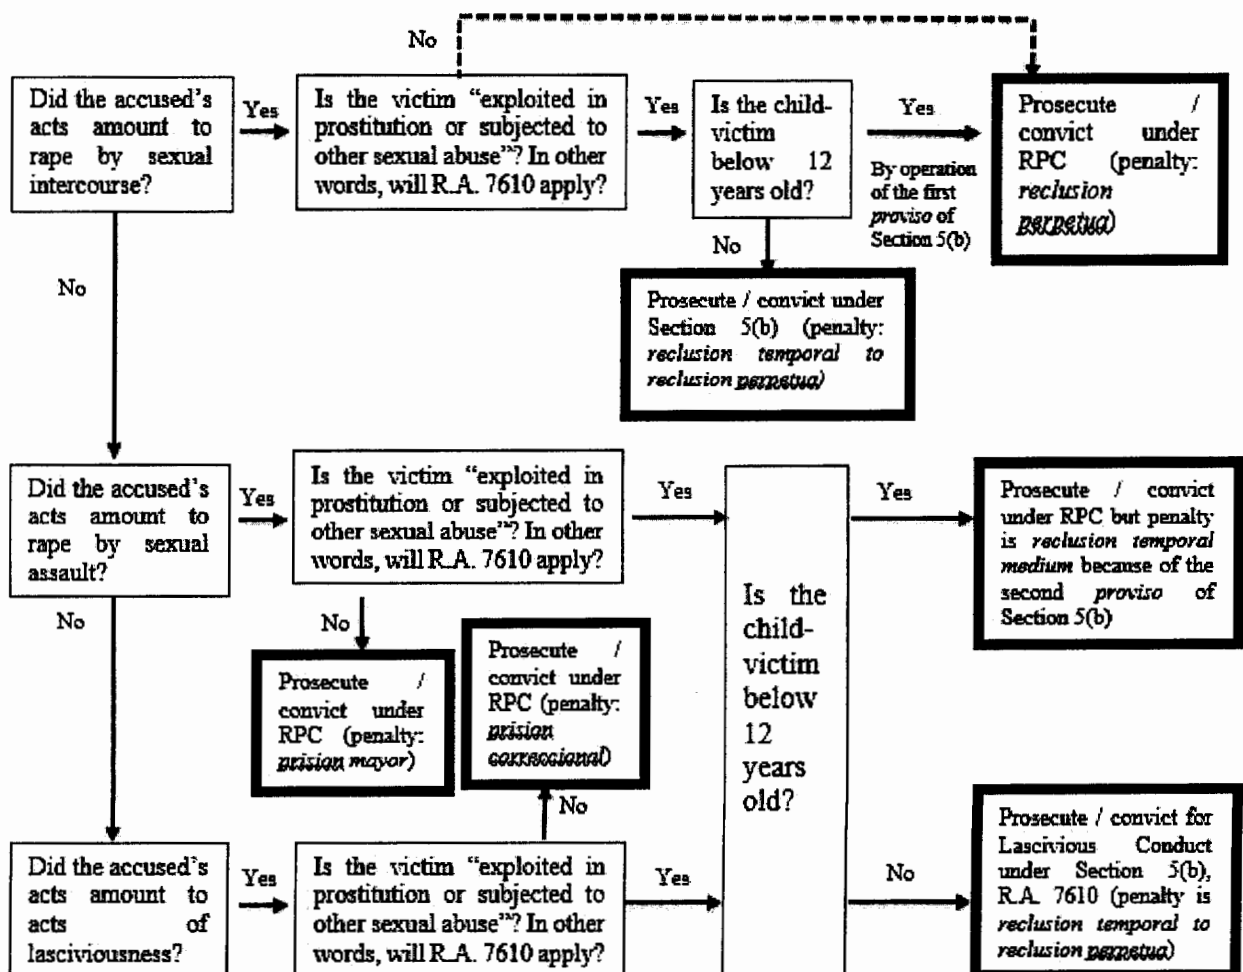 No
Did the accused's
acts amount to
rape by sexual
intercourse?
Yes
Is the victim "exploited in
prostitution or subjected to
other sexual abuse"? In other
words, will R.A. 7610 apply?
Yes
Is the child-
victim
below 12
years old?
Yes
By operation
of the first
proviso of
Section 5(b)
Prosecute /
convict under
RPC (penalty:
reclusion
perpetua)
No
No
Prosecute / convict under
Section 5(b) (penalty:
reclusion temporal to
reclusion perpetua)
Did the accused's
acts amount to
rape by sexual
assault?
Yes
Is the victim "exploited in
prostitution or subjected to
other sexual abuse"? In other
words, will R.A. 7610 apply?
Yes
Is the
child-
victim
below
12
years
old?
Yes
Prosecute / convict
under RPC but penalty
is reclusion temporal
medium because of the
second proviso of
Section 5(b)
No
No
Prosecute /
convict under
RPC (penalty:
prision mayor)
Prosecute /
convict under
RPC (penalty:
prision
correccional)
No
Did the accused's
acts amount to
acts of
lasciviousness?
Yes
Is the victim "exploited in
prostitution or subjected to
other sexual abuse"? In other
words, will R.A. 7610 apply?
Yes
No
Prosecute / convict for
Lascivious Conduct
under Section 5(b),
R.A. 7610 (penalty is
reclusion temporal to
reclusion perpetua)